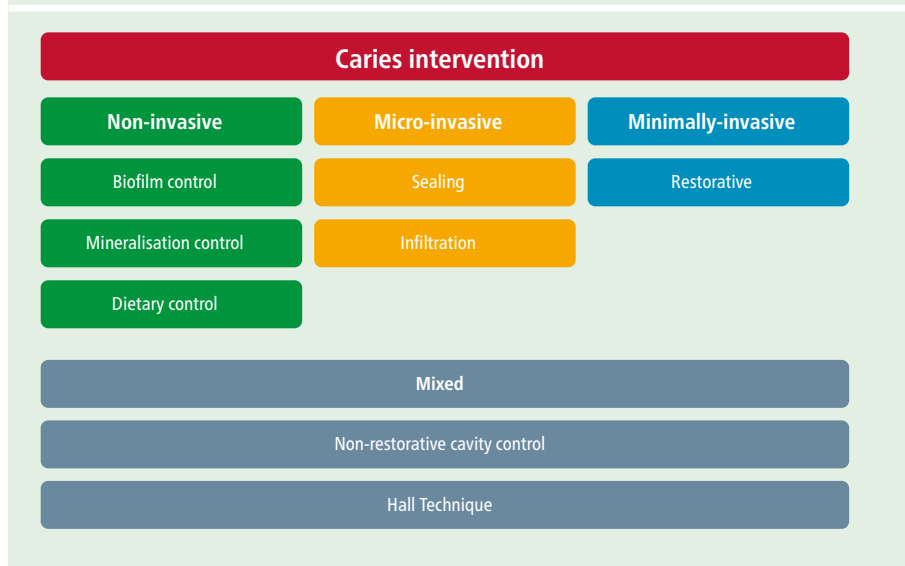 Caries intervention
Non-invasive
Micro-invasive
Minimally-invasive
Biofilm control
Sealing
Restorative
Mineralisation control
Infiltration
Dietary control
Mixed
Non-restorative cavity control
Hall Technique